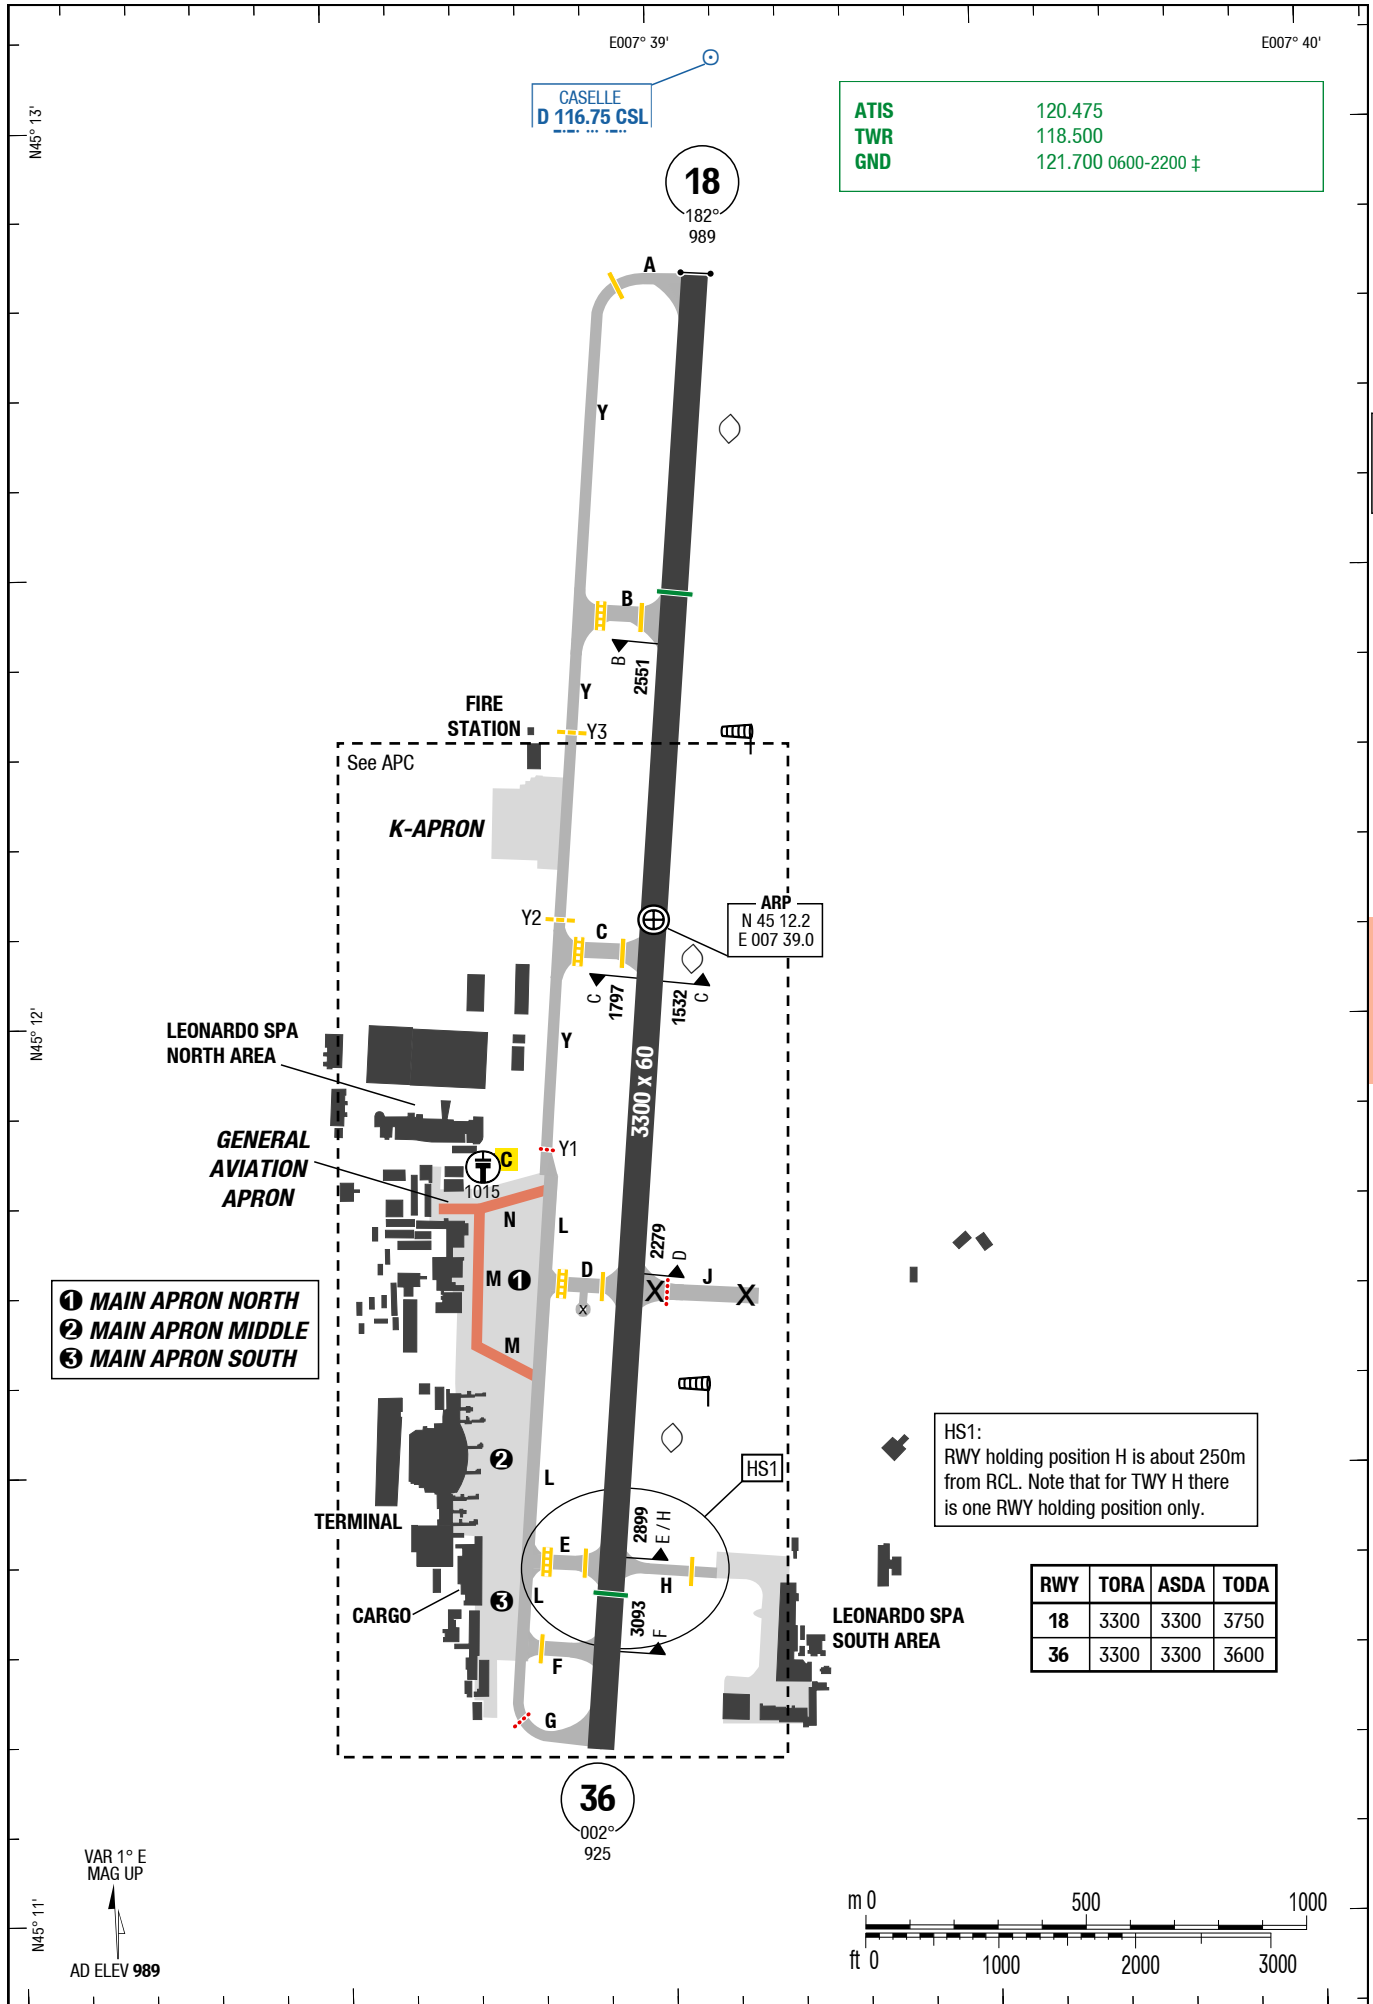 E007° 39'
E007° 40'
CASELLE
D 116.75 CSL
N45° 13'
ATIS 120.475
TWR 118.500
GND 121.700 0600-2200 ‡
18
182°
989
A
Y
B
B
2551
Y
FIRE
STATION
Y3
See APC
K-APRON
Y2
C
ARP
N 45 12.2
E 007 39.0
C
1797
1532
C
N45° 12'
LEONARDO SPA
NORTH AREA
Y
3300 x 60
GENERAL
AVIATION
APRON
Y1
C
1015
N
L
2279
D
M
1
D
J
X
X
X
1 MAIN APRON NORTH
2 MAIN APRON MIDDLE
3 MAIN APRON SOUTH
M
2
L
HS1
HS1:
RWY holding position H is about 250m
from RCL. Note that for TWY H there
is one RWY holding position only.
TERMINAL
E
2899
E / H
H
L
3
CARGO
3093
F
LEONARDO SPA
SOUTH AREA
RWY TORA ASDA TODA
18 3300 3300 3750
36 3300 3300 3600
F
G
36
002°
925
VAR 1° E
MAG UP
N45° 11'
AD ELEV 989
m 0 500 1000
ft 0 1000 2000 3000